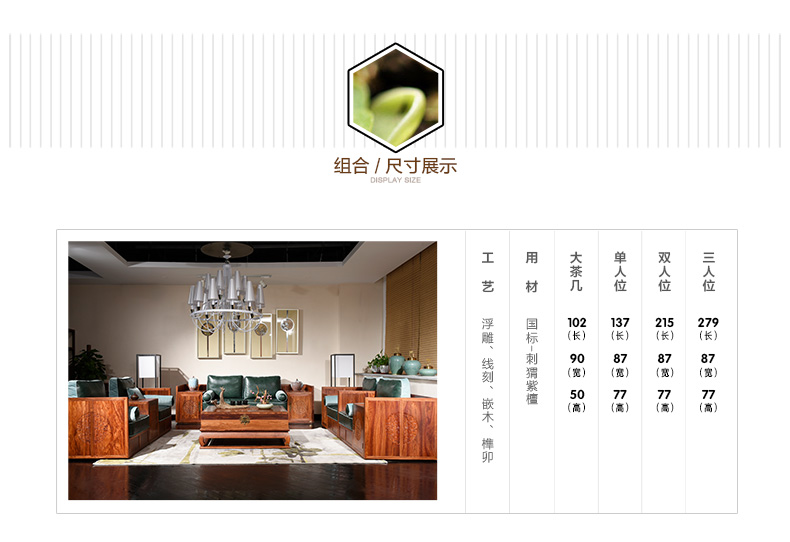 组合 / 尺寸展示
DISPLAY SIZE
工艺
浮雕、线刻、嵌木、榫卯
用材
国标-刺猬紫檀
大茶几
102
(长)
90
(宽)
50
(高)
单人位
137
(长)
87
(宽)
77
(高)
双人位
215
(长)
87
(宽)
77
(高)
三人位
279
(长)
87
(宽)
77
(高)